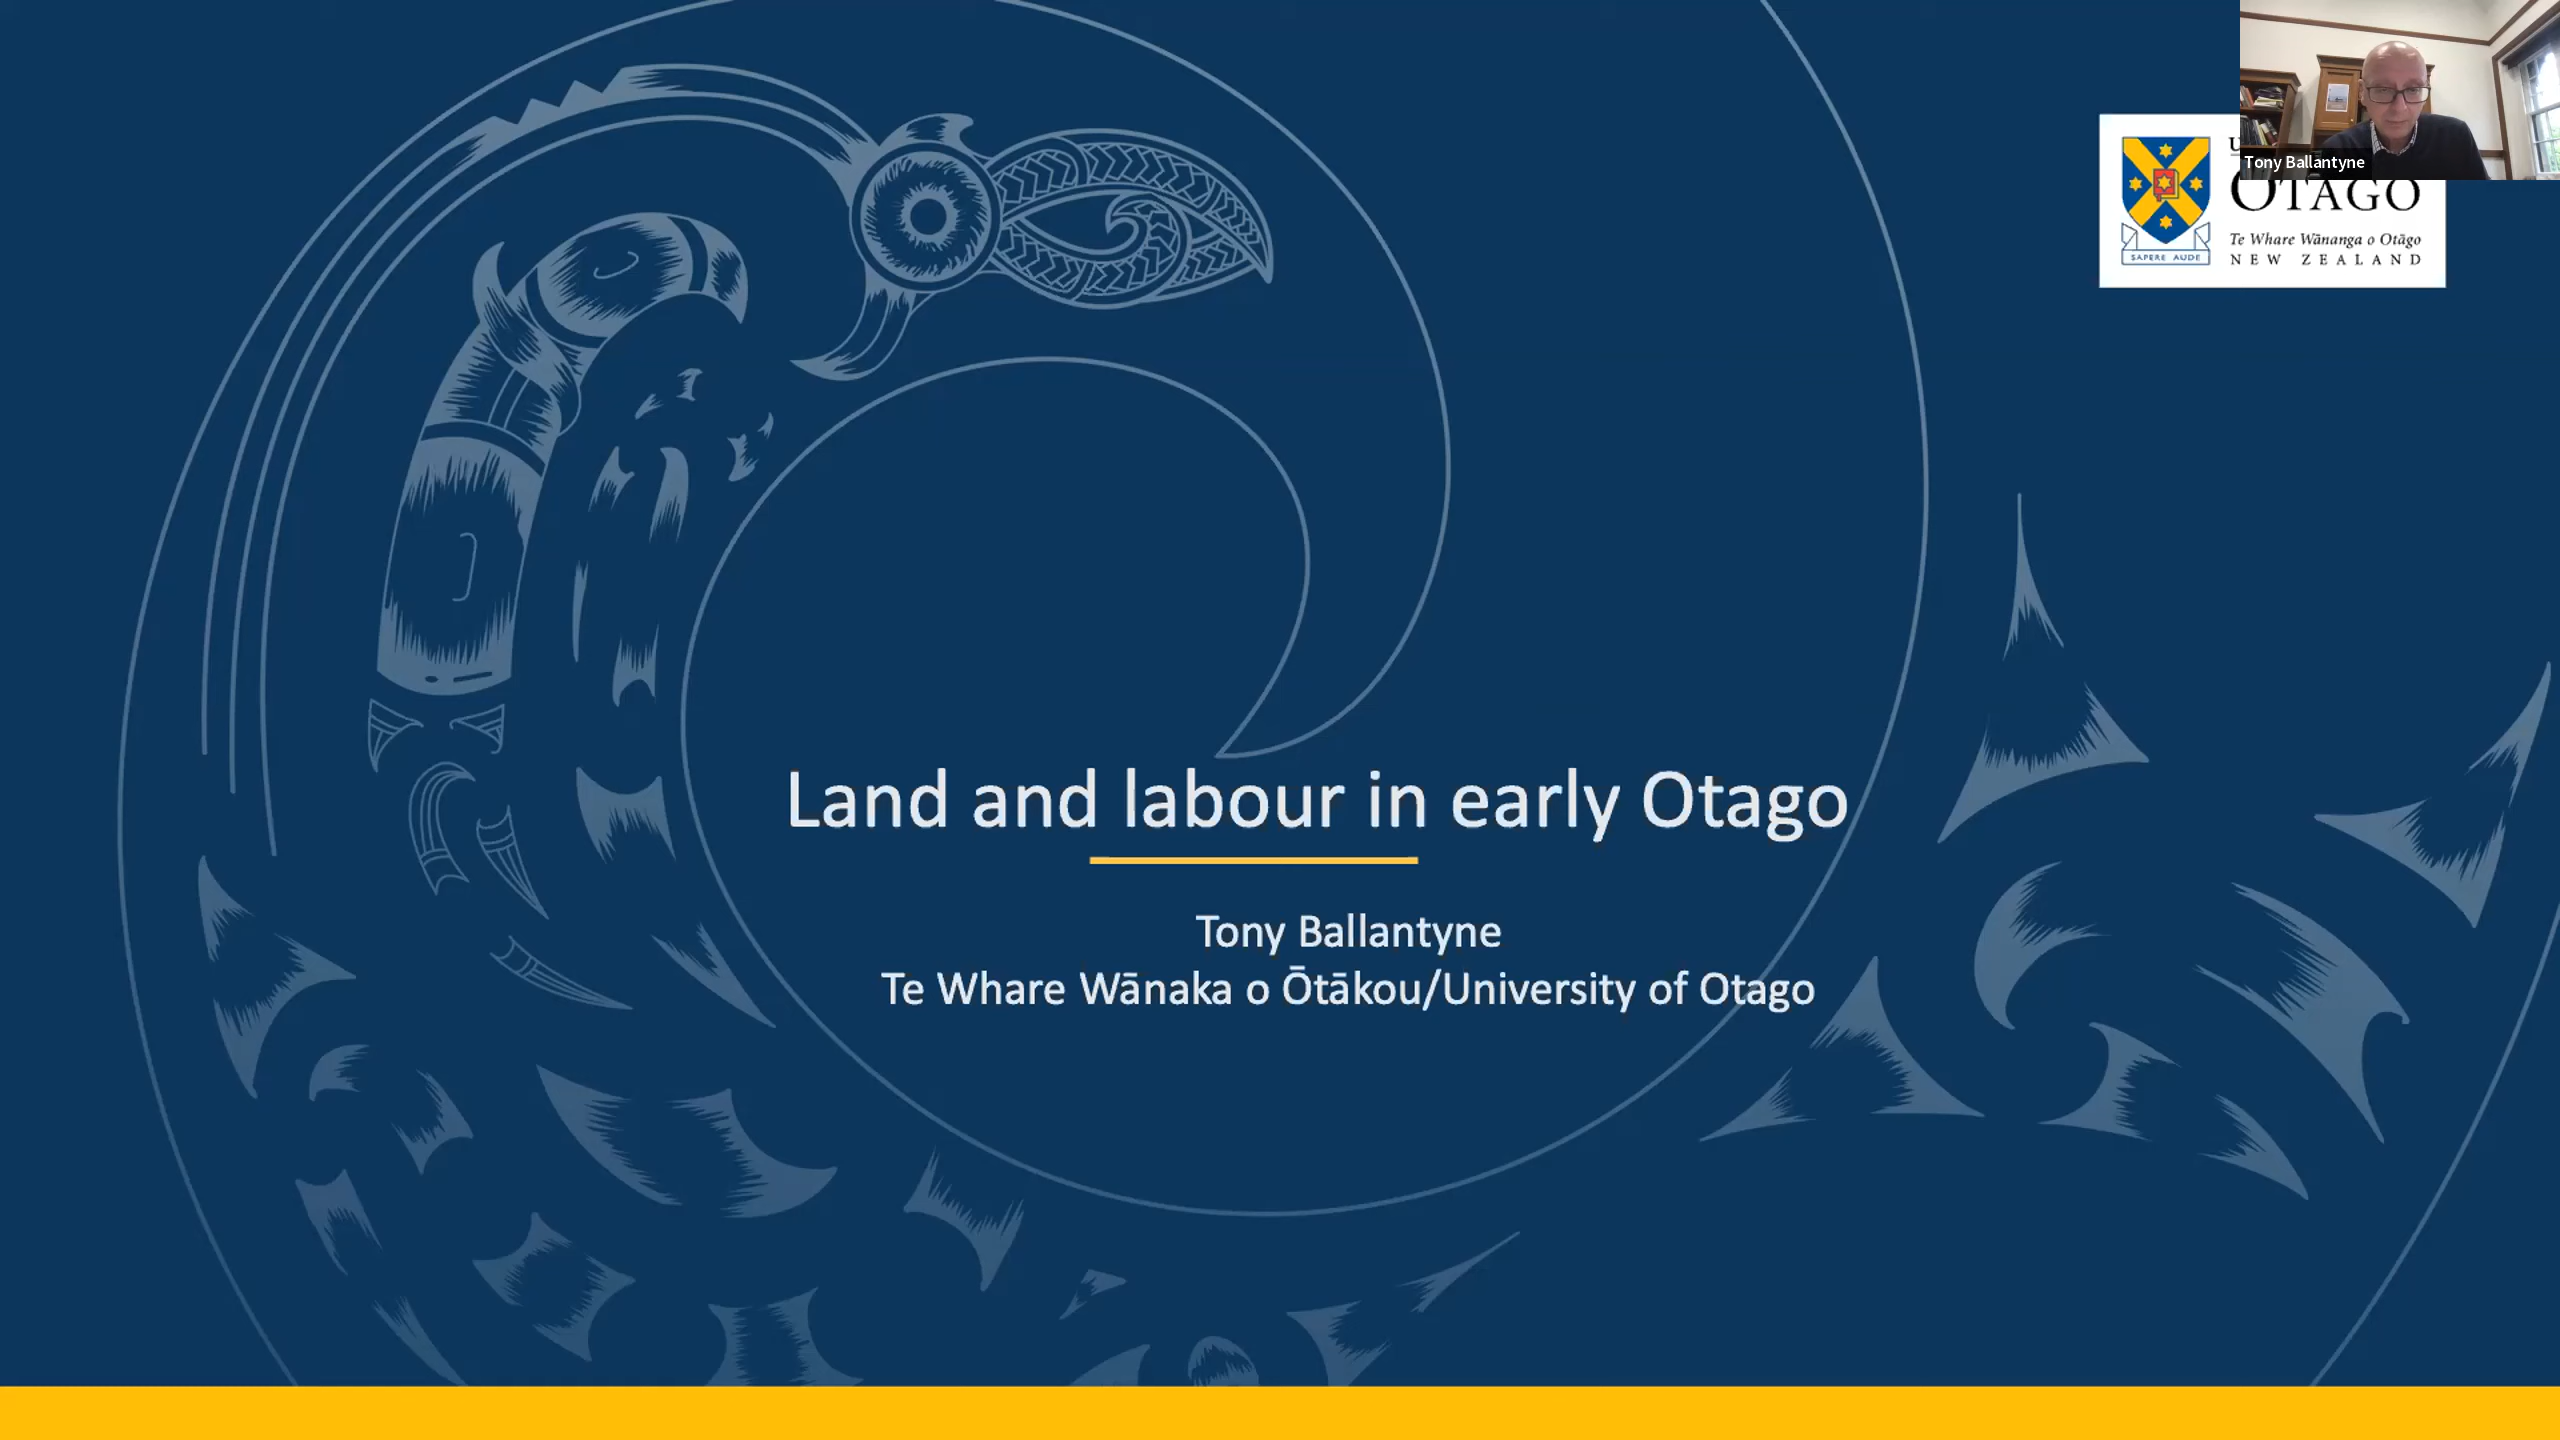 Tony Ballantyne
OTAGO
Te Whare Wānanga o Otāgo
NEW ZEALAND
SAPERE AUDE
Land and labour in early Otago
Tony Ballantyne
Te Whare Wānaka o Ōtākou/University of Otago